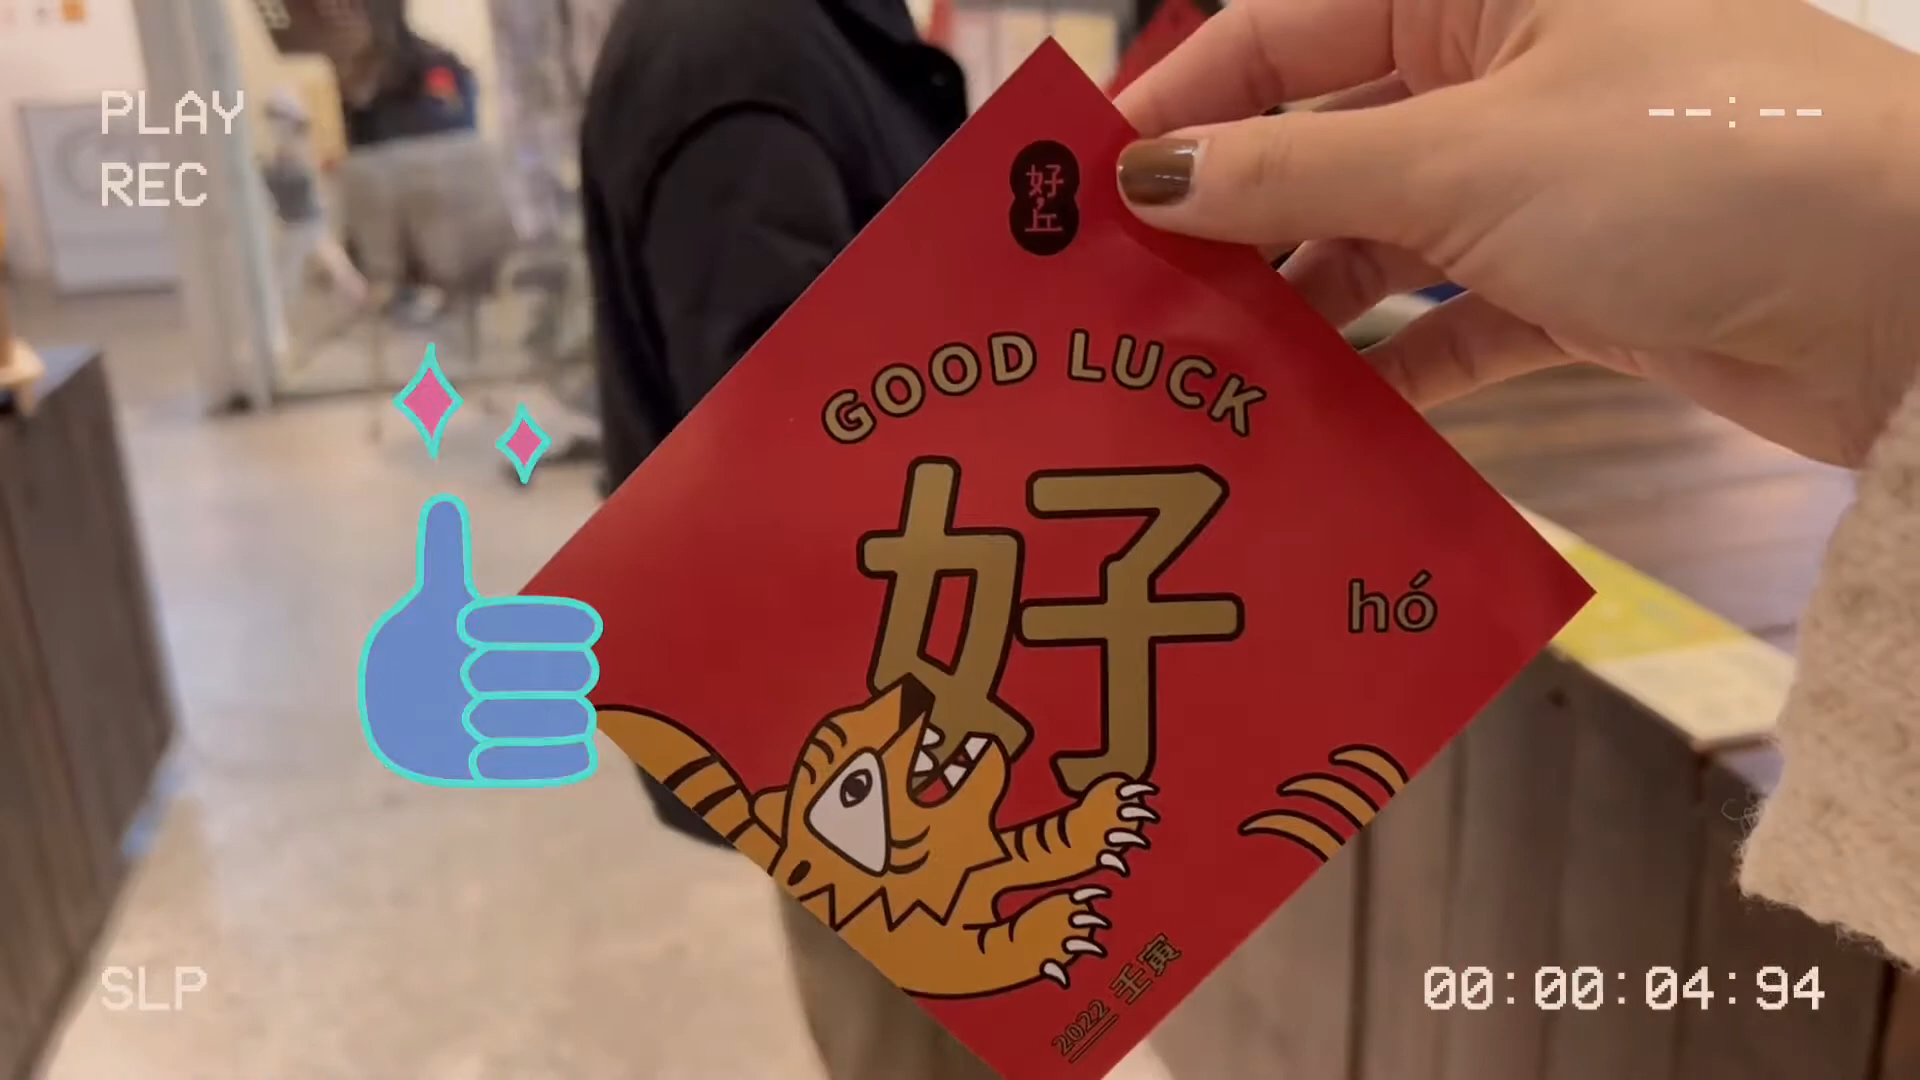 PLAY
REC
--:--
好,
丘
GOOD LUCK
好
hó
2022 壬寅
SLP
00:00:04:94